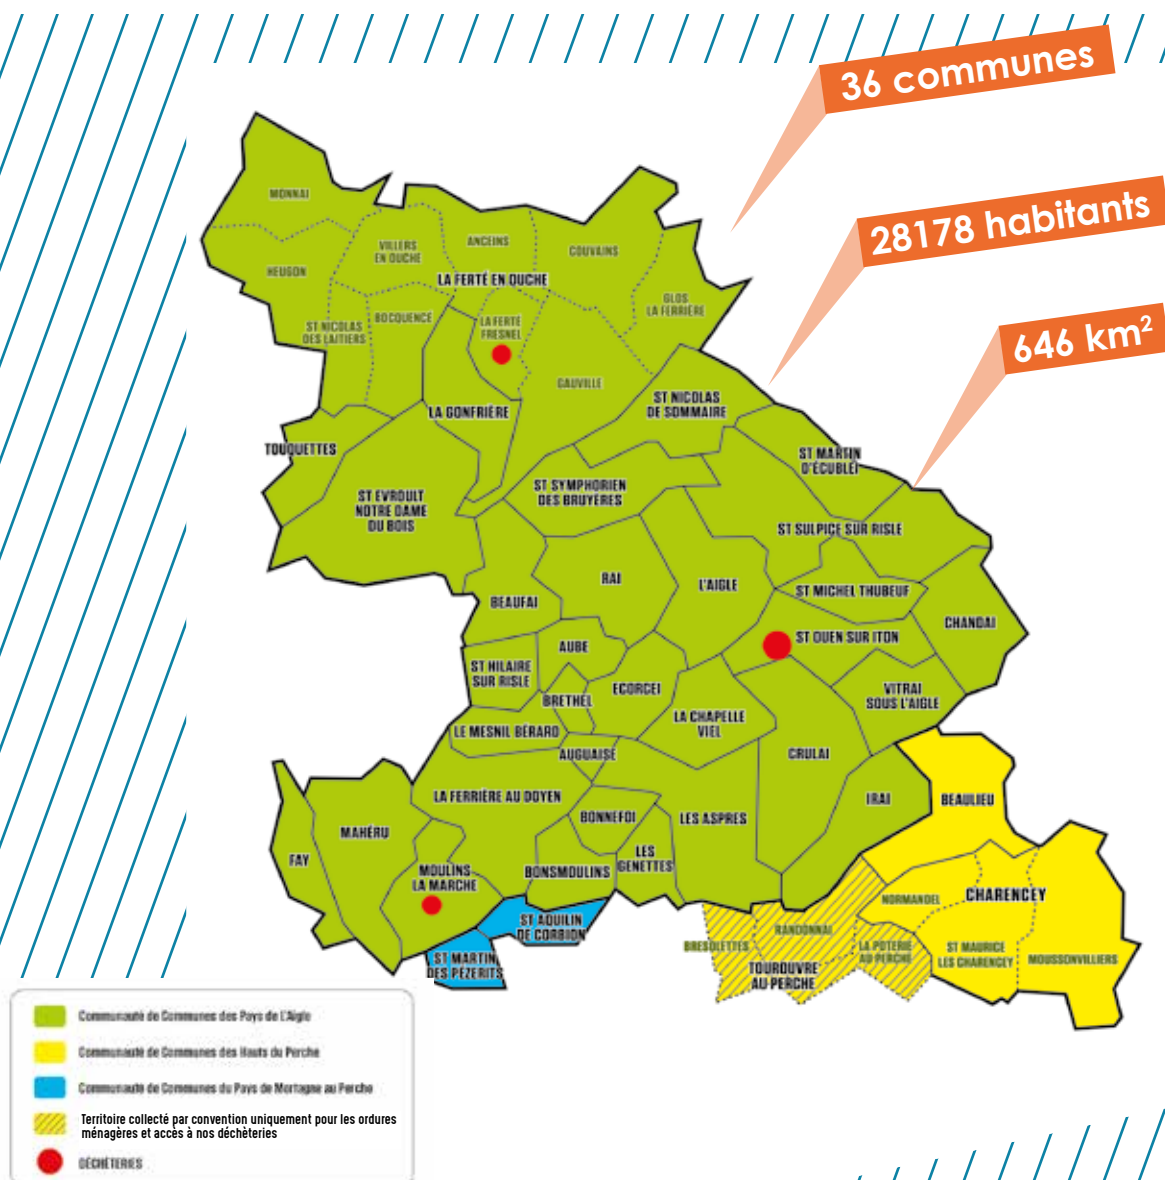 36 communes
28178 habitants
646 km²
MONNAI
HEUGON
VILLERS
EN OUCHE
ANCEINS
COUVAINS
LA FERTÉ EN OUCHE
GLOS
LA FERRIÈRE
ST NICOLAS
DES LAITIERS
BOCQUENCÉ
LA FERTÉ
FRESNEL
GAUVILLE
ST NICOLAS
DE SOMMAIRE
LA GONFRIÈRE
TOUQUETTES
ST MARTIN
D'ÉCUBLEI
ST EVROULT
NOTRE DAME
DU BOIS
ST SYMPHORIEN
DES BRUYÈRES
ST SULPICE SUR RISLE
RAI
L'AIGLE
ST MICHEL THUBEUF
BEAUFAI
CHANDAI
AUBE
ST OUEN SUR ITON
ST HILAIRE
SUR RISLE
ECORCEI
BRETHEL
VITRAI
SOUS L'AIGLE
LA CHAPELLE
VIEL
LE MESNIL BÉRARD
AUGUAISE
CRULAI
LA FERRIÈRE AU DOYEN
IRAI
BEAULIEU
BONNEFOI
LES ASPRES
MAHÉRU
FAY
LES
GENETTES
MOULINS
LA MARCHE
BONSMOULINS
NORMANDEL
CHARENCEY
ST AQUILIN
DE CORBION
RANDONNAI
BRESOLETTES
LA POTERIE
AU PERCHE
ST MAURICE
LES CHARENCEY
MOUSSONVILLIERS
ST MARTIN
DES PÉZERITS
TOUROUVRE
AU PERCHE
Communauté de Communes des Pays de L'Aigle
Communauté de Communes des Hauts du Perche
Communauté de Communes du Pays de Mortagne au Perche
Territoire collecté par convention uniquement pour les ordures
ménagères et accès à nos déchèteries
DÉCHÈTERIES